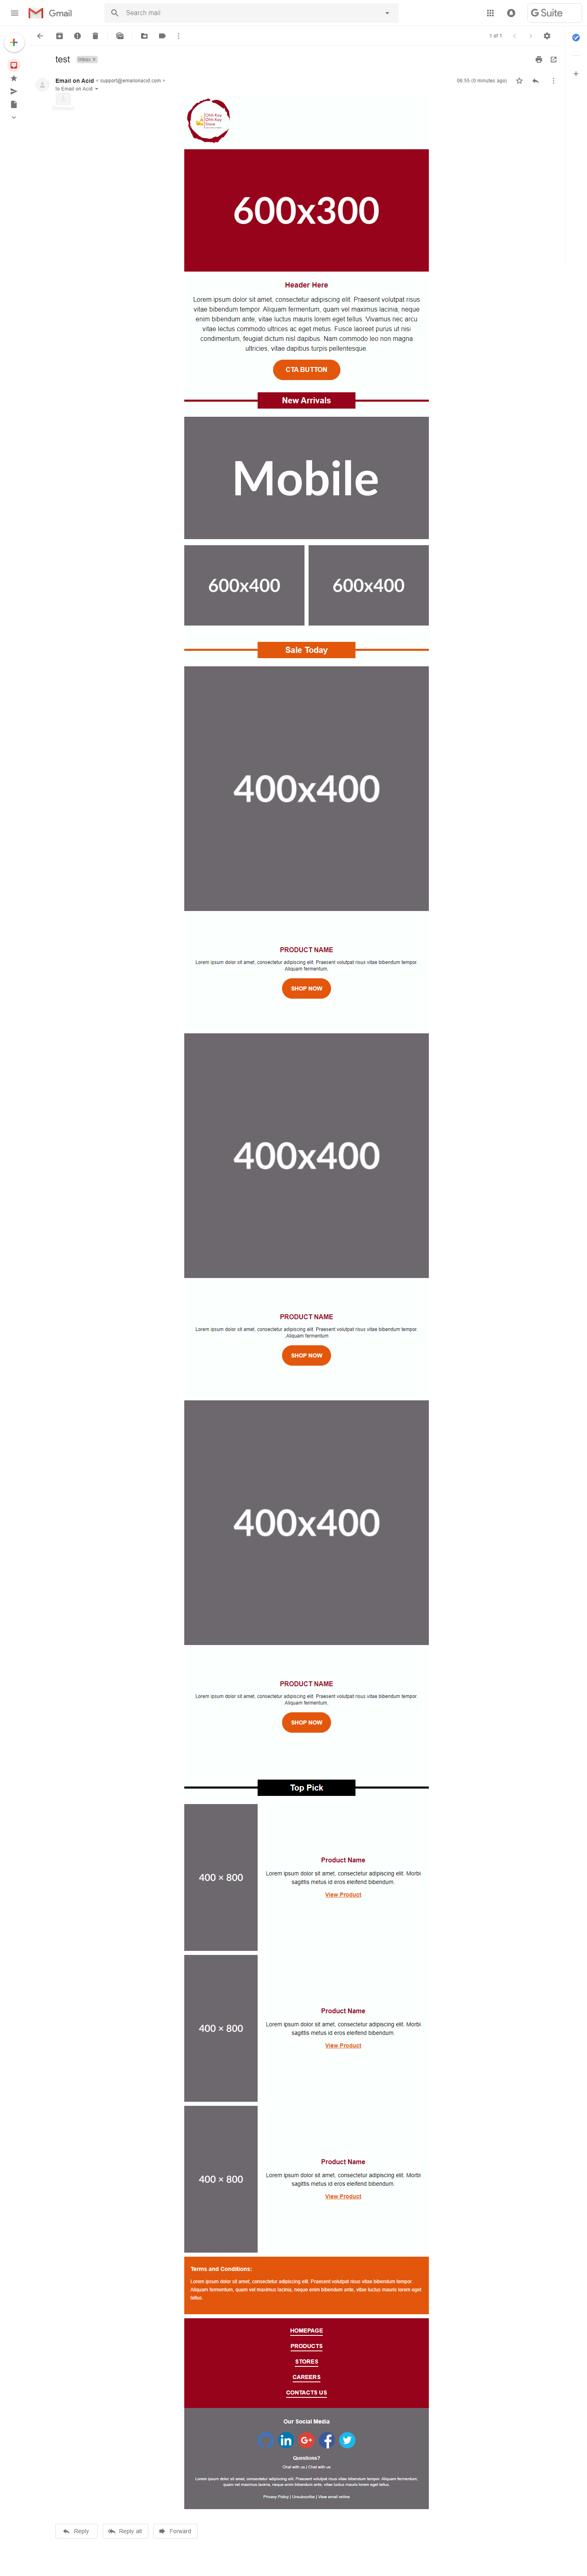 Gmail
Search mail
G Suite
1 of 1
test
Inbox x
Email on Acid
support@emailonacid.com
06:55 (0 minutes ago)
to Email on Acid
600x300
Header Here
Lorem ipsum dolor sit amet, consectetur adipiscing elit. Praesent volutpat risus
vitae bibendum tempor. Aliquam fermentum, quam vel maximus lacinia, neque
enim bibendum ante, vitae luctus mauris lorem eget tellus. Vivamus nec arcu
vitae lectus commodo ultrices ac eget metus. Fusce laoreet purus ut nisi
condimentum, feugiat dictum nisl dapibus. Nam commodo leo non magna
ultricies, vitae dapibus turpis pellentesque.
CTA BUTTON
New Arrivals
Mobile
600x400
600x400
Sale Today
400x400
PRODUCT NAME
Lorem ipsum dolor sit amet, consectetur adipiscing elit. Praesent volutpat risus vitae bibendum tempor.
Aliquam fermentum,
SHOP NOW
400x400
PRODUCT NAME
Lorem ipsum dolor sit amet, consectetur adipiscing elit. Praesent volutpat risus vitae bibendum tempor.
,Aliquam fermentum
SHOP NOW
400x400
PRODUCT NAME
Lorem ipsum dolor sit amet, consectetur adipiscing elit. Praesent volutpat risus vitae bibendum tempor.
Aliquam fermentum,
SHOP NOW
Top Pick
400 × 800
Product Name
Lorem ipsum dolor sit amet, consectetur adipiscing elit. Morbi
sagittis metus id eros eleifend bibendum.
View Product
400 × 800
Product Name
Lorem ipsum dolor sit amet, consectetur adipiscing elit. Morbi
sagittis metus id eros eleifend bibendum.
View Product
400 × 800
Product Name
Lorem ipsum dolor sit amet, consectetur adipiscing elit. Morbi
sagittis metus id eros eleifend bibendum.
View Product
Terms and Conditions:
Lorem ipsum dolor sit amet, consectetur adipiscing elit. Praesent volutpat risus vitae bibendum tempor.
Aliquam fermentum, quam vel maximus lacinia, neque enim bibendum ante, vitae luctus mauris lorem eget
tellus.
HOMEPAGE
PRODUCTS
STORES
CAREERS
CONTACTS US
Our Social Media
Questions?
Chat with us | Chat with us
Lorem ipsum dolor sit amet, consectetur adipiscing elit. Praesent volutpat risus vitae bibendum tempor. Aliquam fermentum,
quam vel maximus lacinia, neque enim bibendum ante, vitae luctus mauris lorem eget tellus.
Privacy Policy | Unsubscribe | View email online
Reply
Reply all
Forward